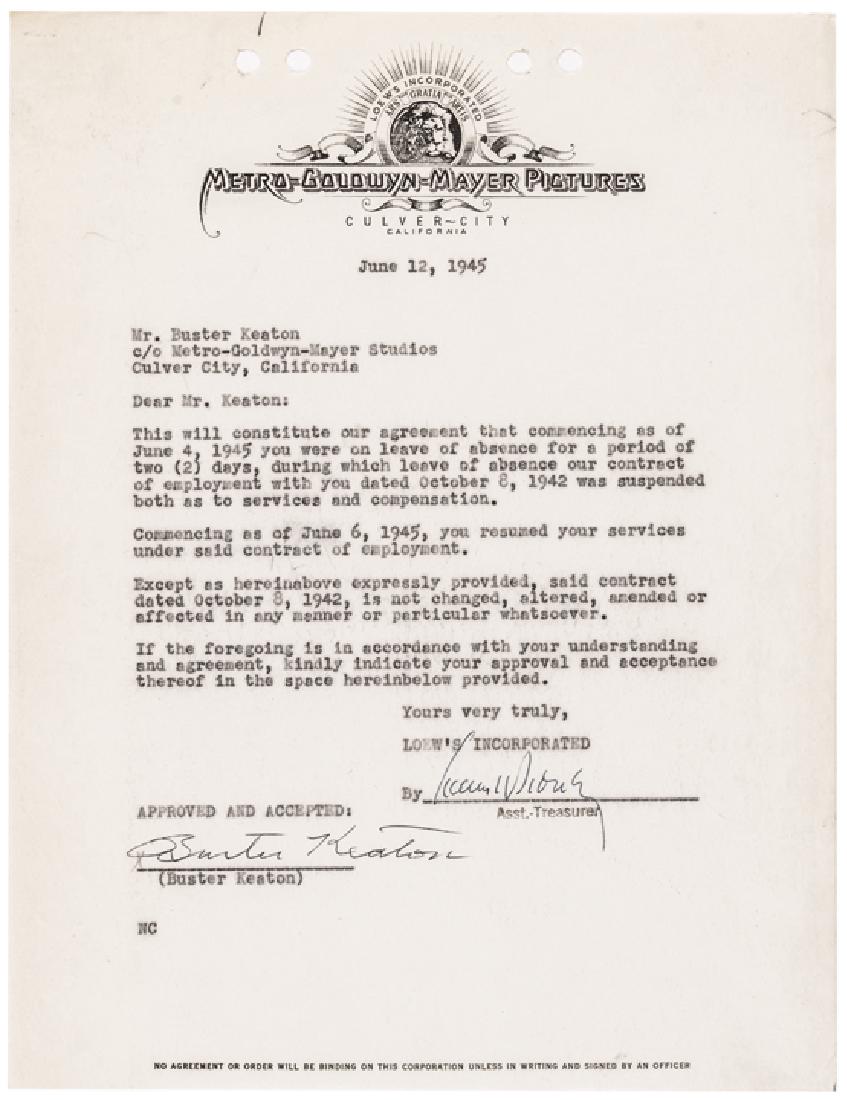 LOEW'S INCORPORATED
ARS GRATIA ARTIS
METRO-GOLDWYN-MAYER PICTURES
CULVER~CITY
CALIFORNIA
June 12, 1945
Mr. Buster Keaton
c/o Metro-Goldwyn-Mayer Studios
Culver City, California
Dear Mr. Keaton:
This will constitute our agreement that commencing as of
June 4, 1945 you were on leave of absence for a period of
two (2) days, during which leave of absence our contract
of employment with you dated October 8, 1942 was suspended
both as to services and compensation.
Commencing as of June 6, 1945, you resumed your services
under said contract of employment.
Except as hereinabove expressly provided, said contract
dated October 8, 1942, is not changed, altered, amended or
affected in any manner or particular whatsoever.
If the foregoing is in accordance with your understanding
and agreement, kindly indicate your approval and acceptance
thereof in the space hereinbelow provided.
Yours very truly,
LOEW'S INCORPORATED
By
Asst.-Treasurer
APPROVED AND ACCEPTED:
Buster Keaton
(Buster Keaton)
NC
NO AGREEMENT OR ORDER WILL BE BINDING ON THIS CORPORATION UNLESS IN WRITING AND SIGNED BY AN OFFICER